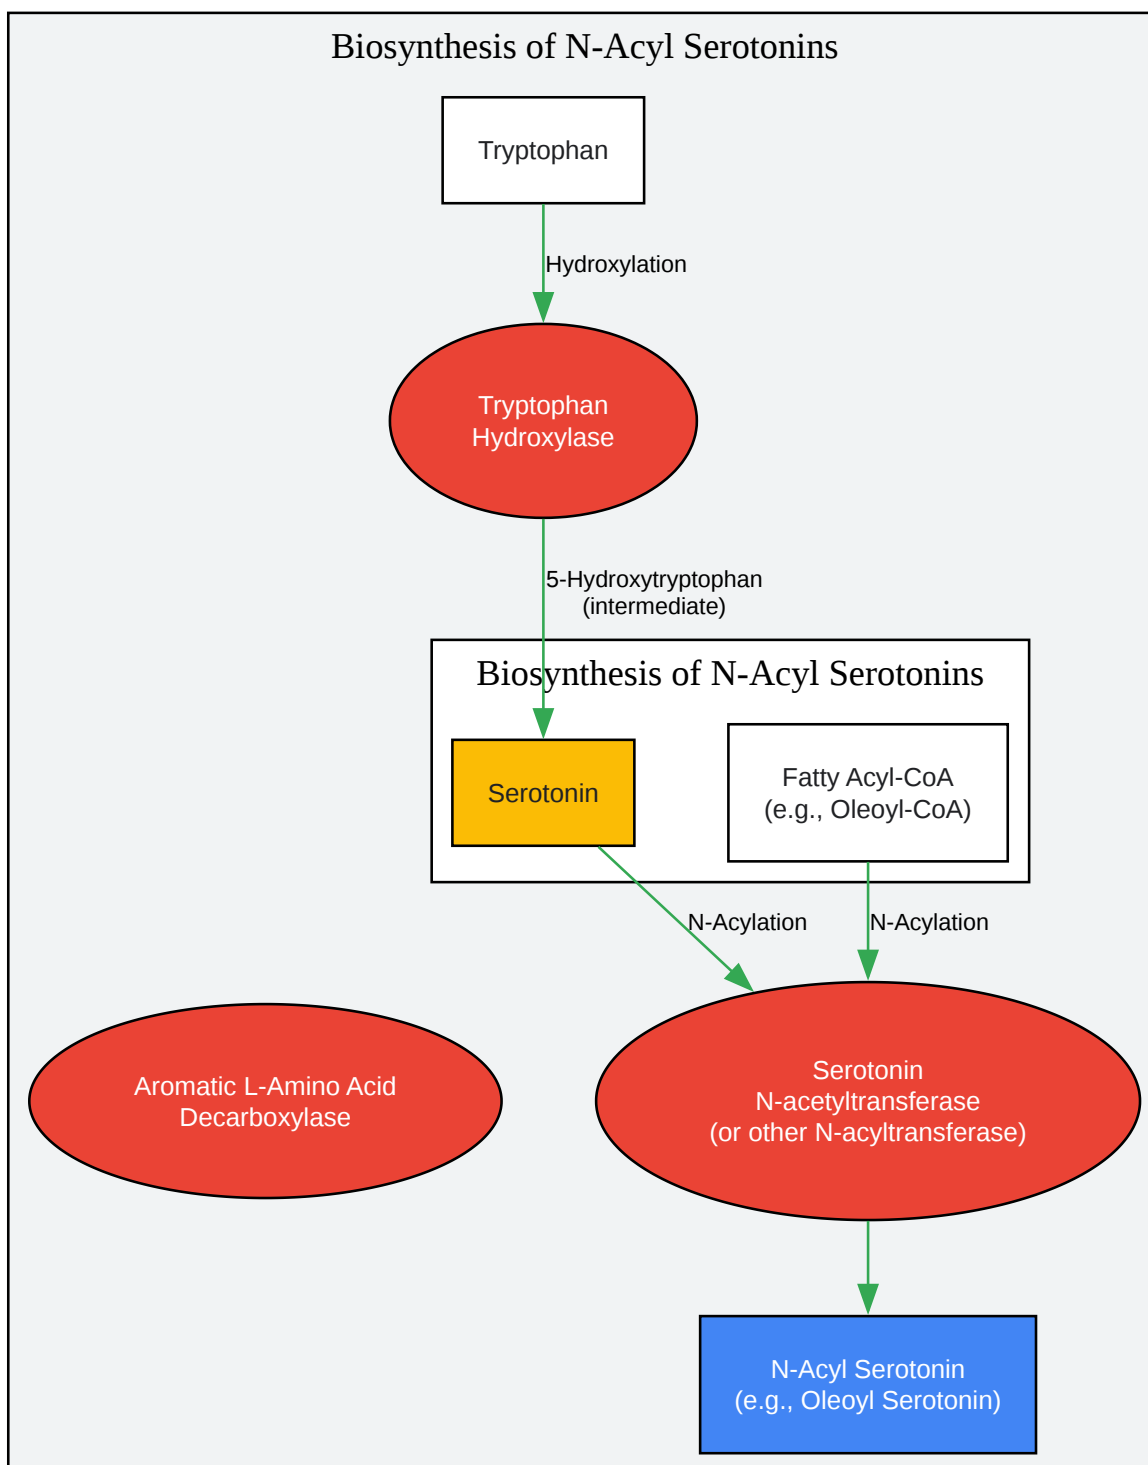 Biosynthesis of N-Acyl Serotonins
Tryptophan
Hydroxylation
Tryptophan
Hydroxylase
5-Hydroxytryptophan
(intermediate)
Biosynthesis of N-Acyl Serotonins
Serotonin
Fatty Acyl-CoA
(e.g., Oleoyl-CoA)
N-Acylation
N-Acylation
Aromatic L-Amino Acid
Decarboxylase
Serotonin
N-acetyltransferase
(or other N-acyltransferase)
N-Acyl Serotonin
(e.g., Oleoyl Serotonin)